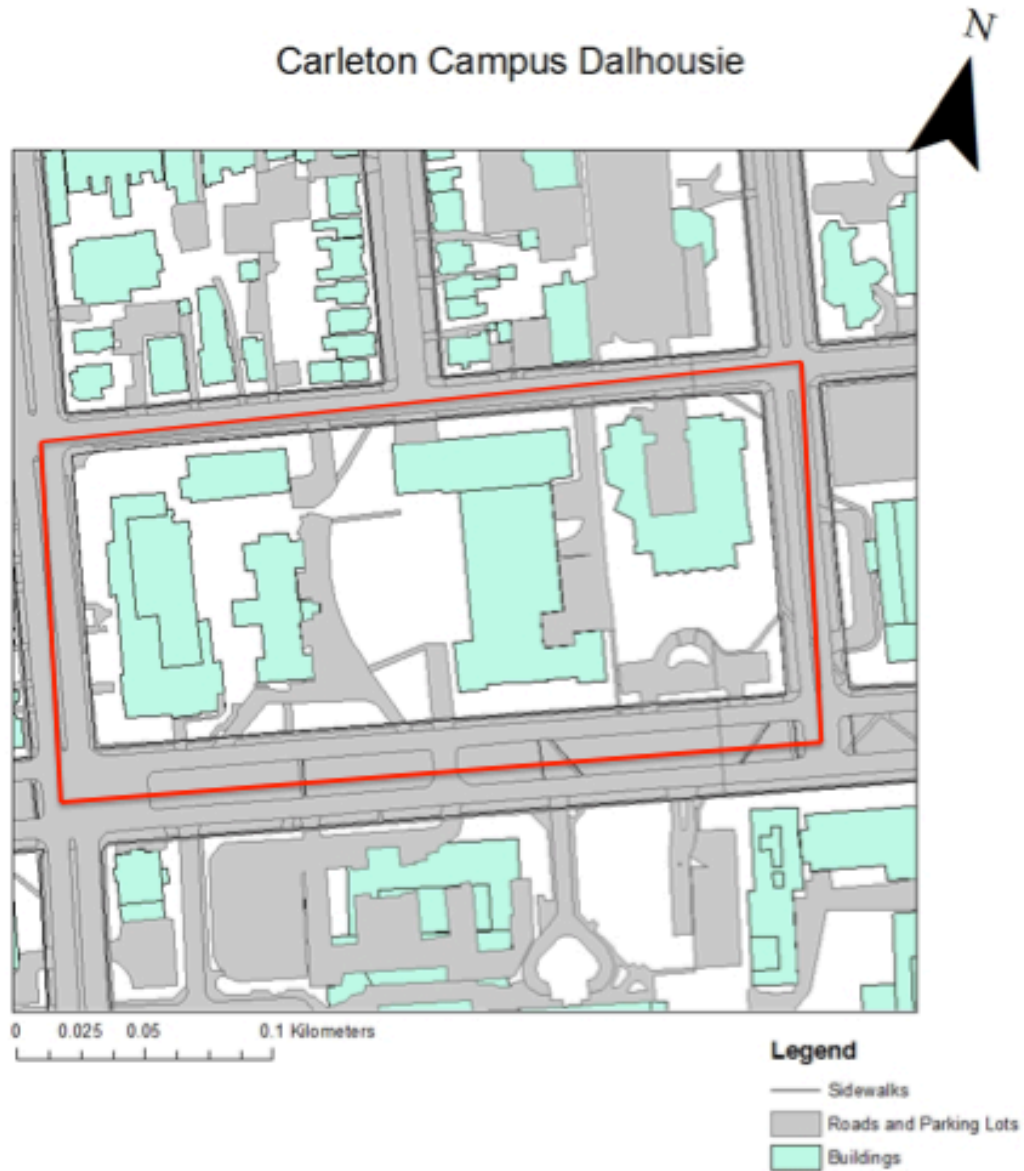 N
Carleton Campus Dalhousie
0 0.025 0.05 0.1 Kilometers
Legend
Sidewalks
Roads and Parking Lots
Buildings